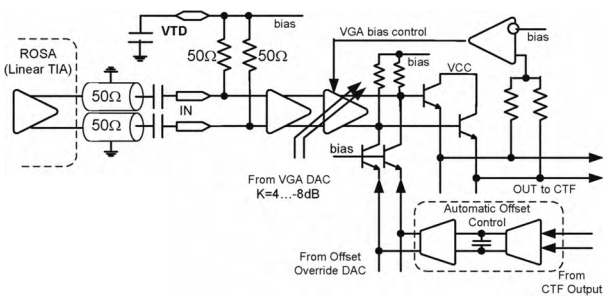 VTD
bias
VGA bias control
bias
ROSA
(Linear TIA)
50Ω
50Ω
bias
VCC
50Ω
50Ω
IN
bias
From VGA DAC
K=4...-8dB
OUT to CTF
Automatic Offset
Control
From Offset
Override DAC
From
CTF Output